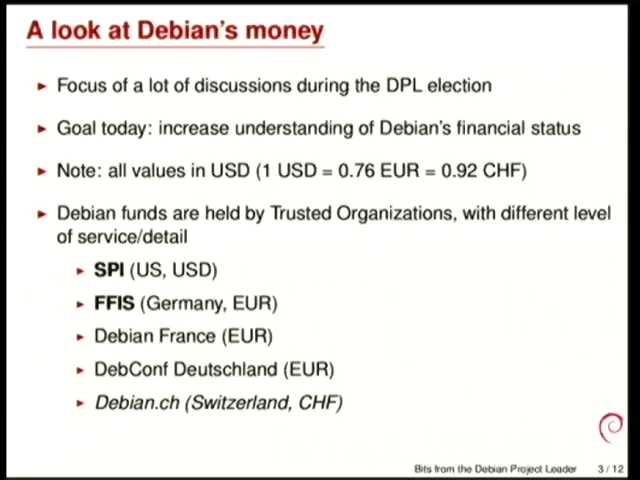 A look at Debian's money
► Focus of a lot of discussions during the DPL election
► Goal today: increase understanding of Debian's financial status
► Note: all values in USD (1 USD = 0.76 EUR = 0.92 CHF)
► Debian funds are held by Trusted Organizations, with different level
of service/detail
► SPI (US, USD)
► FFIS (Germany, EUR)
► Debian France (EUR)
► DebConf Deutschland (EUR)
► Debian.ch (Switzerland, CHF)
Bits from the Debian Project Leader 3 / 12